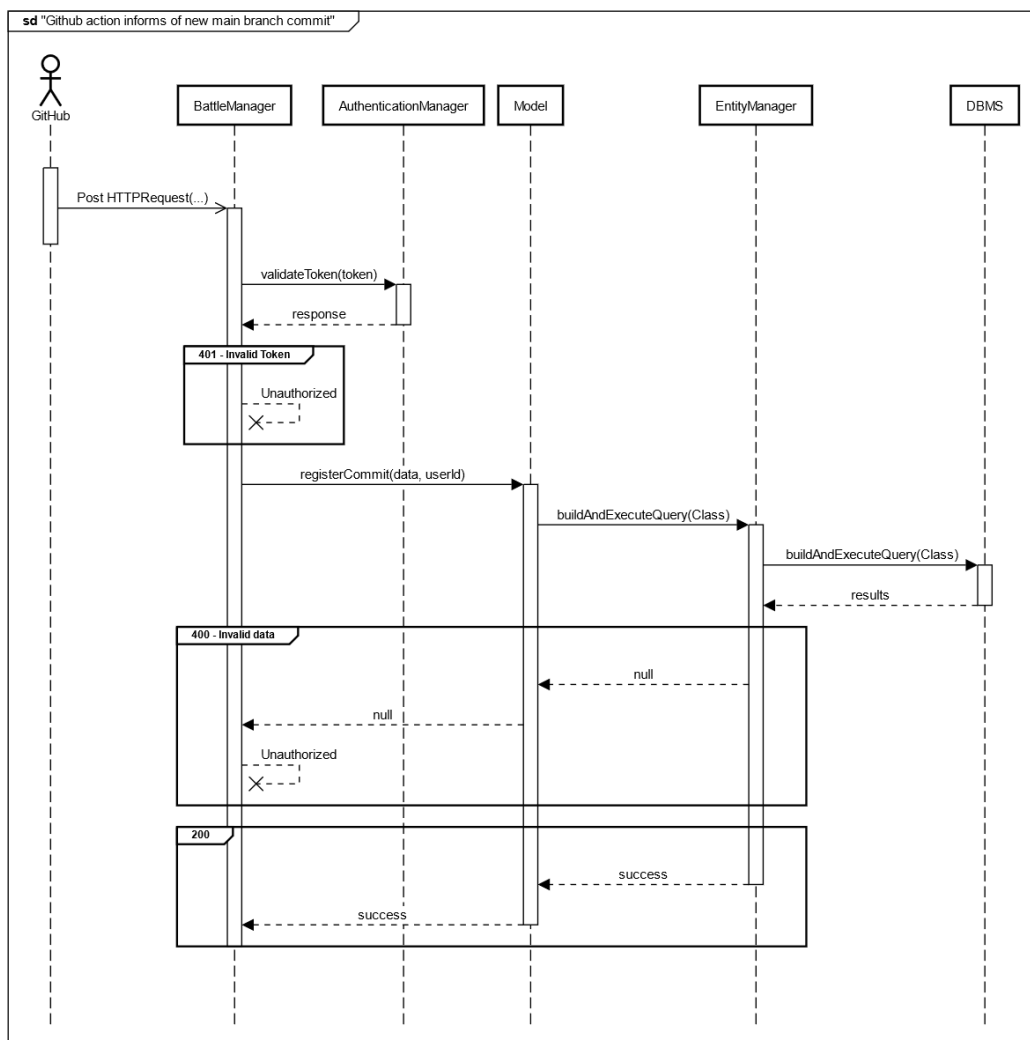 sd "Github action informs of new main branch commit"
GitHub
BattleManager
AuthenticationManager
Model
EntityManager
DBMS
Post HTTPRequest(...)
validateToken(token)
response
401 - Invalid Token
Unauthorized
registerCommit(data, userId)
buildAndExecuteQuery(Class)
buildAndExecuteQuery(Class)
results
400 - Invalid data
null
null
Unauthorized
200
success
success